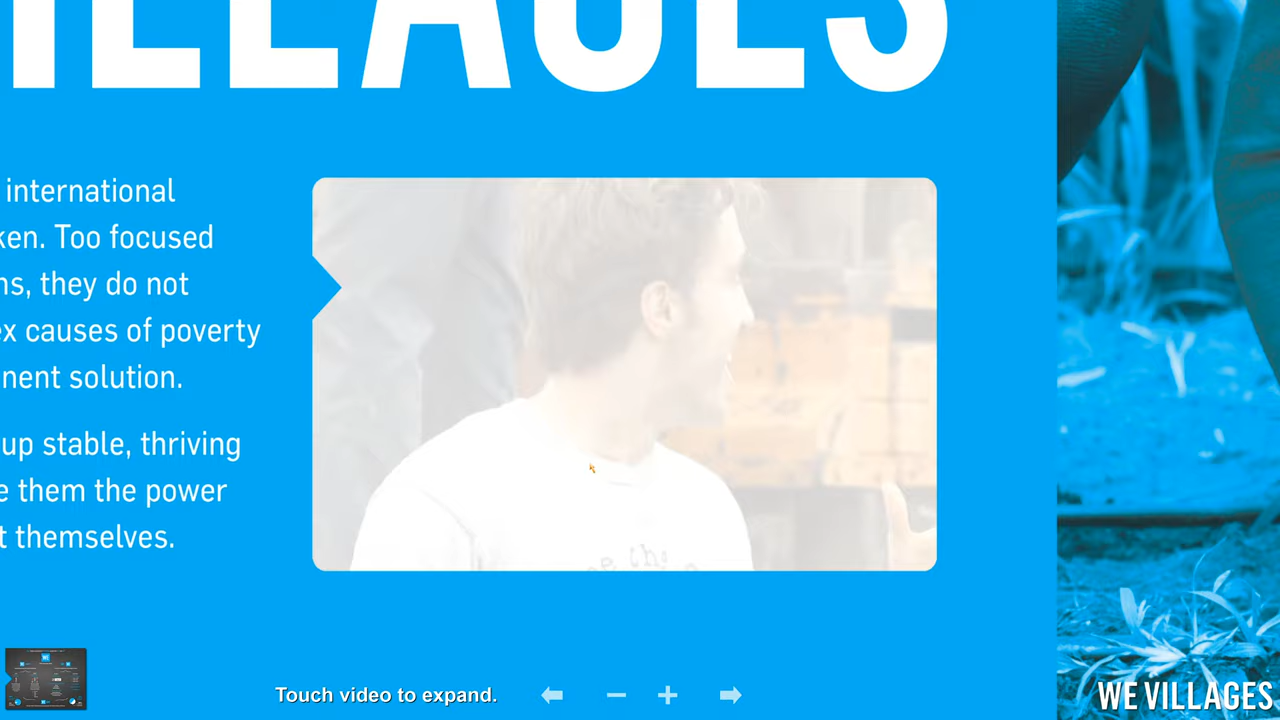 ILLAGES
international
ken. Too focused
ns, they do not
ex causes of poverty
nent solution.
up stable, thriving
e them the power
t themselves.
Touch video to expand.
WE VILLAGES